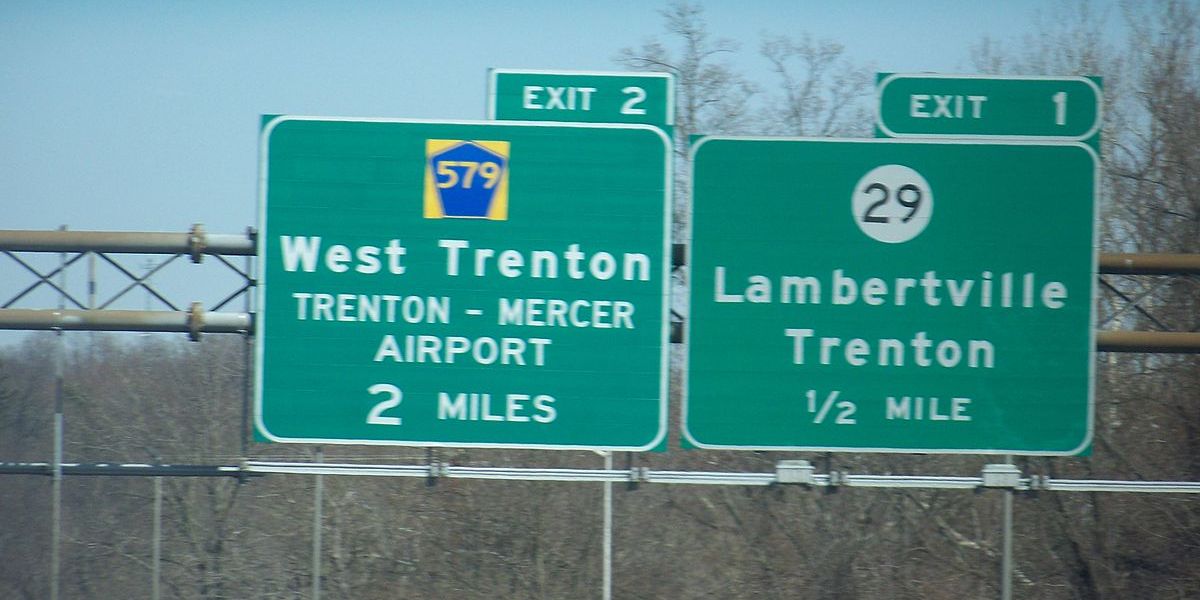 EXIT 2
579
West Trenton
TRENTON - MERCER
AIRPORT
2 MILES
EXIT 1
29
Lambertville
Trenton
1/2 MILE